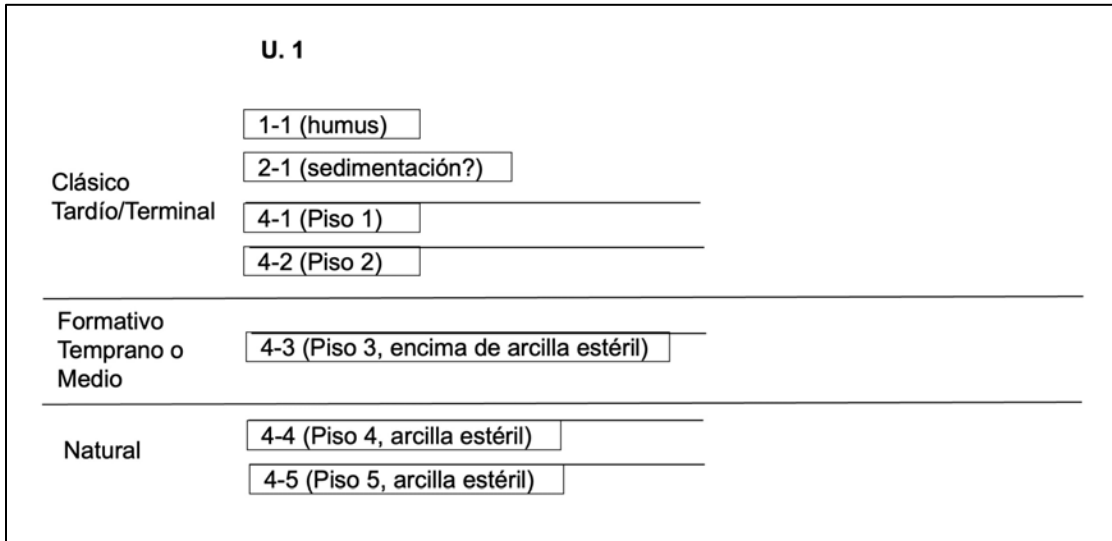 U. 1
1-1 (humus)
2-1 (sedimentación?)
Clásico
Tardío/Terminal
4-1 (Piso 1)
4-2 (Piso 2)
Formativo
Temprano o
Medio
4-3 (Piso 3, encima de arcilla estéril)
Natural
4-4 (Piso 4, arcilla estéril)
4-5 (Piso 5, arcilla estéril)